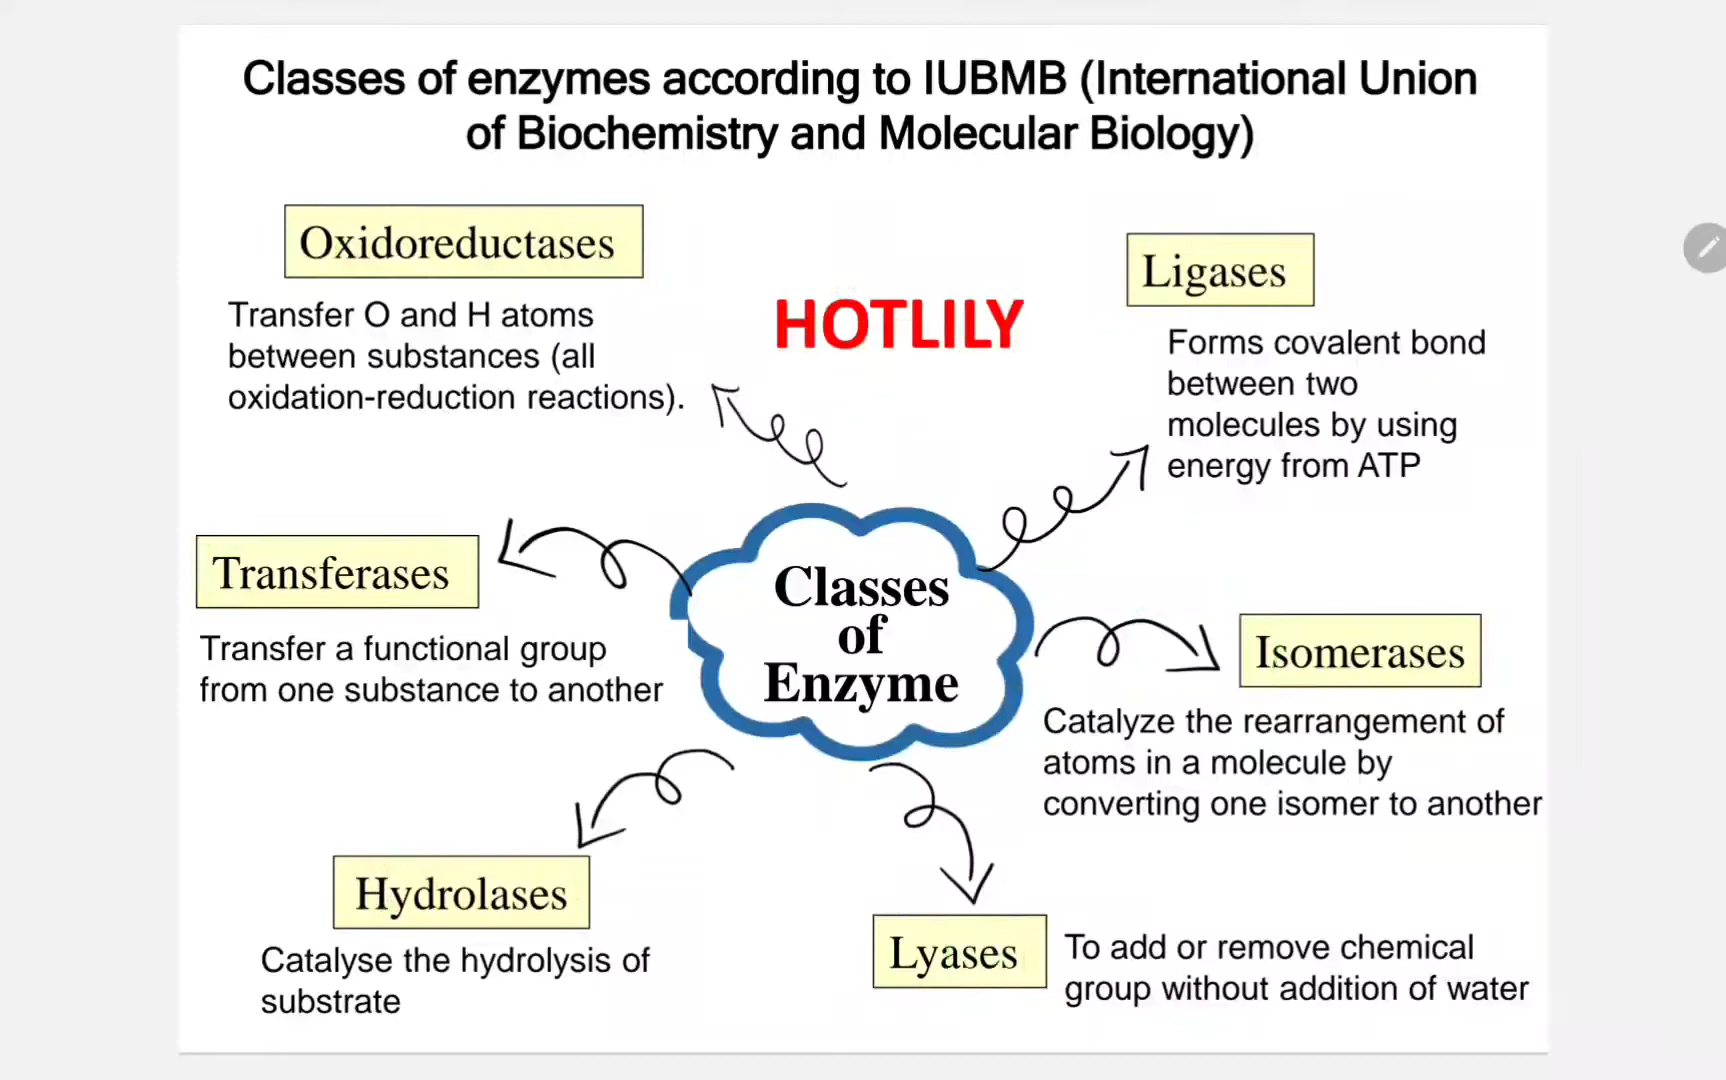 Classes of enzymes according to IUBMB (International Union
of Biochemistry and Molecular Biology)
Oxidoreductases
Transfer O and H atoms
between substances (all
oxidation-reduction reactions).
HOTLILY
Ligases
Forms covalent bond
between two
molecules by using
energy from ATP
Transferases
Transfer a functional group
from one substance to another
Classes
of
Enzyme
Isomerases
Catalyze the rearrangement of
atoms in a molecule by
converting one isomer to another
Hydrolases
Catalyse the hydrolysis of
substrate
Lyases
To add or remove chemical
group without addition of water